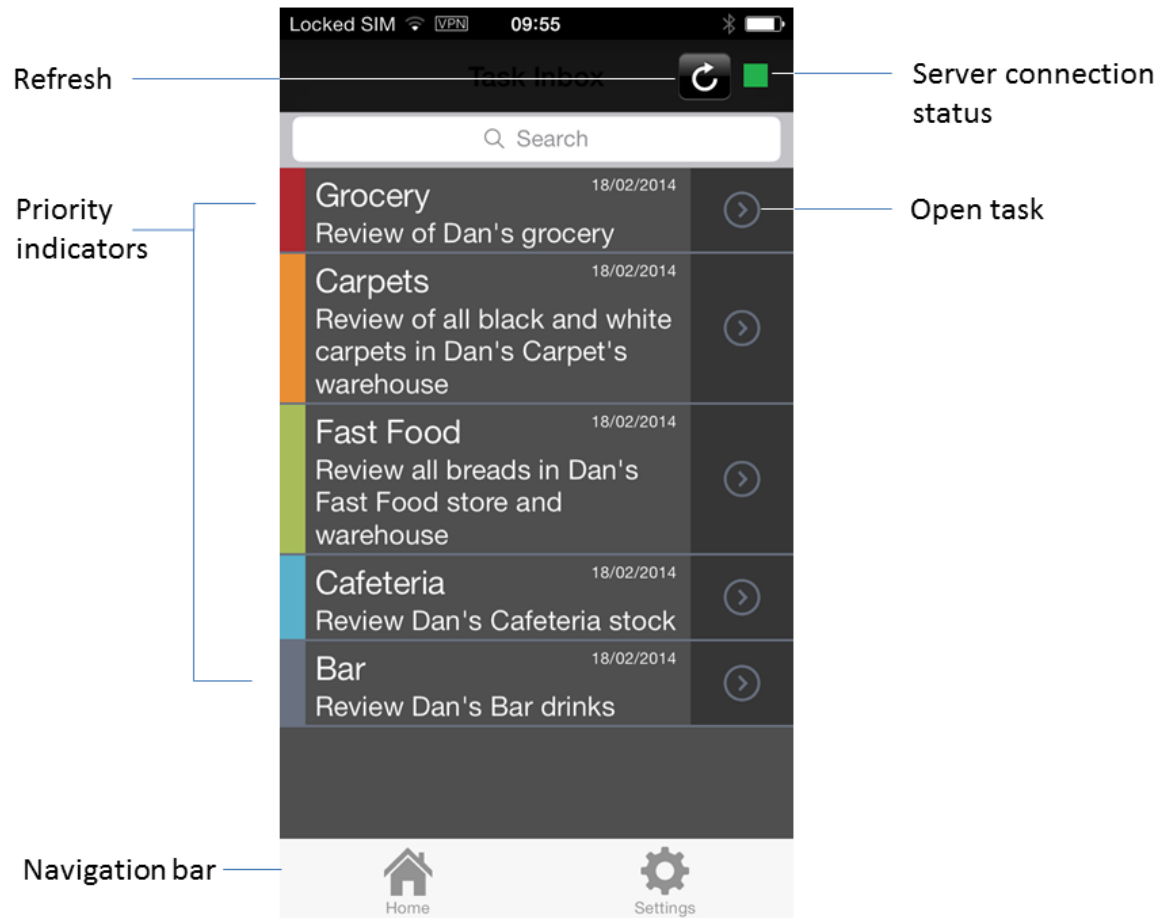 Locked SIM VPN 09:55
Refresh
Task Inbox
Server connection
status
Search
Priority
indicators
Grocery
18/02/2014
Review of Dan's grocery
Open task
Carpets
18/02/2014
Review of all black and white
carpets in Dan's Carpet's
warehouse
Fast Food
18/02/2014
Review all breads in Dan's
Fast Food store and
warehouse
Cafeteria
18/02/2014
Review Dan's Cafeteria stock
Bar
18/02/2014
Review Dan's Bar drinks
Navigation bar
Home
Settings